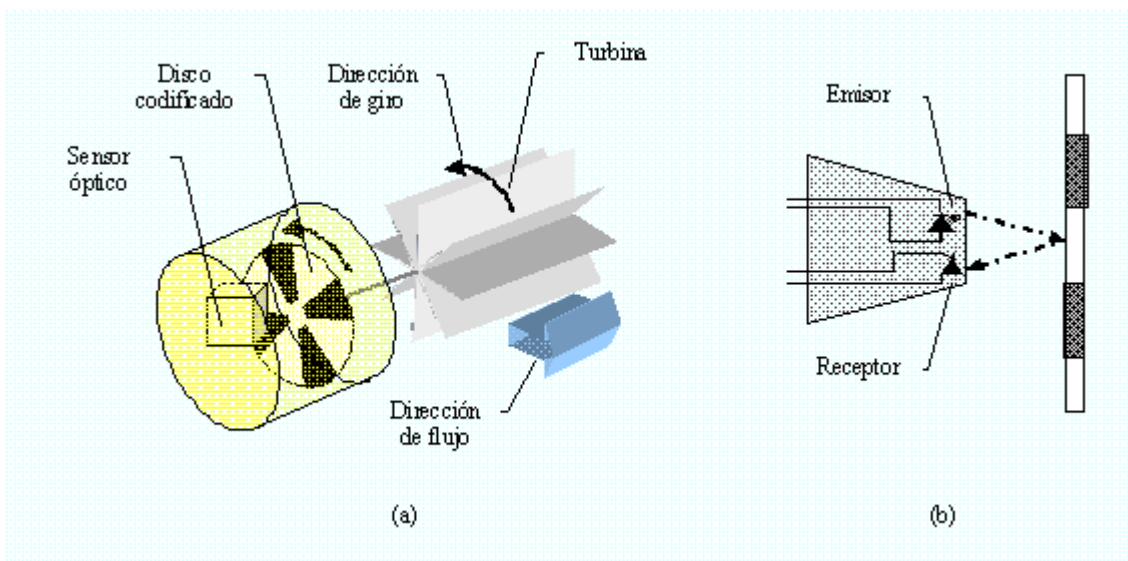 Turbina
Disco
codificado
Dirección
de giro
Sensor
óptico
Emisor
Receptor
Dirección
de flujo
(a)
(b)